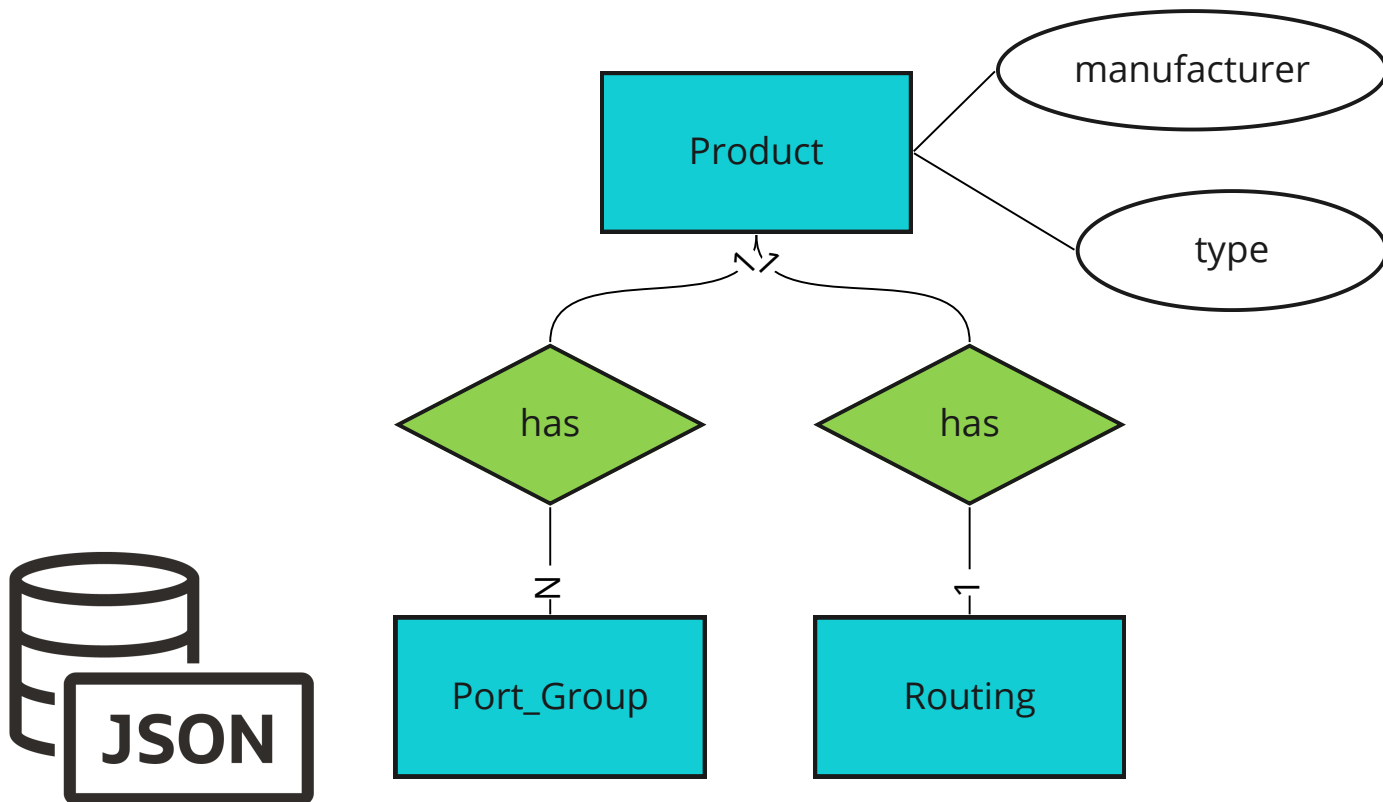 manufacturer
Product
type
1
1
has
has
N
1
Port_Group
Routing
JSON